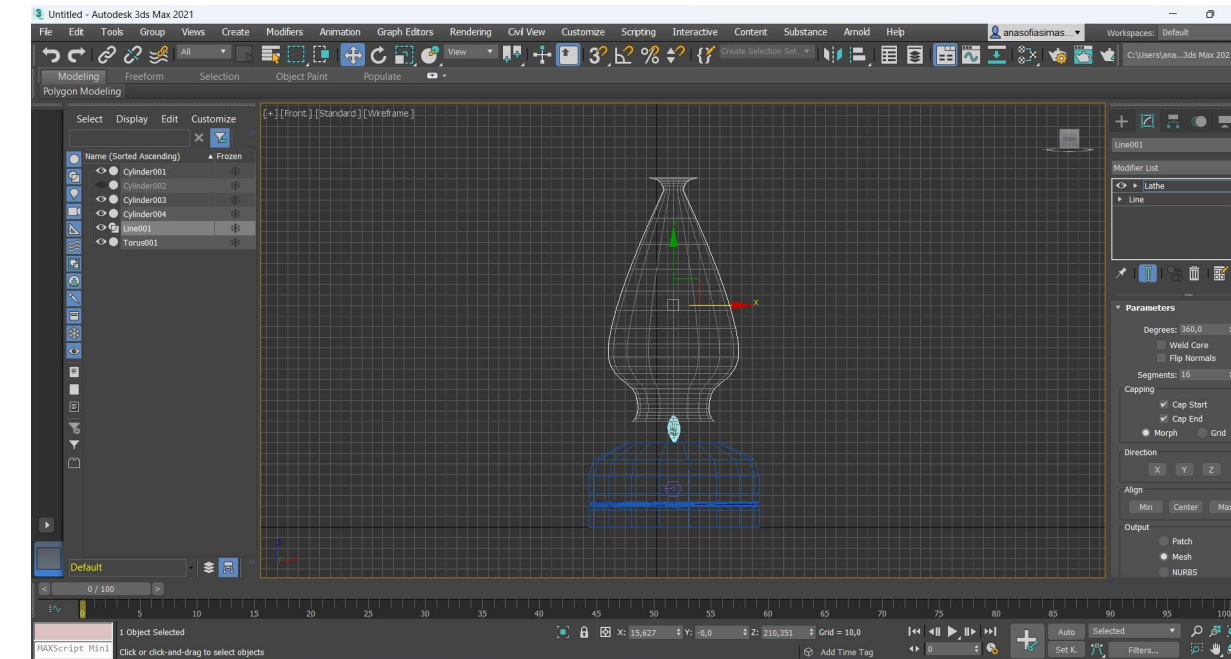 3 Untitled - Autodesk 3ds Max 2021
File Edit Tools Group Views Create Modifiers Animation Graph Editors Rendering Civil View Customize Scripting Interactive Content Substance Arnold Help anasofiasimas... Workspaces: Default
All View Create Selection Set C:\Users\ana...3ds Max 202
Modeling Freeform Selection Object Paint Populate
Polygon Modeling
Select Display Edit Customize
[+] [Front ] [Standard ] [Wireframe ]
Name (Sorted Ascending) Frozen
Cylinder001
Cylinder002
Cylinder003
Cylinder004
Line001
Torus001
Line001
Modifier List
Lathe
Line
Parameters
Degrees: 360,0
Weld Core
Flip Normals
Segments: 16
Capping
Cap Start
Cap End
Morph Grid
Direction
X Y Z
Align
Min Center Max
Output
Patch
Mesh
NURBS
x
Default
0 / 100
0 5 10 15 20 25 30 35 40 45 50 55 60 65 70 75 80 85 90 95 100
1 Object Selected X: 15,627 Y: -0,0 Z: 210,351 Grid = 10,0 Auto Selected
MAXScript Mini Click or click-and-drag to select objects Add Time Tag 0 Set K. Filters...